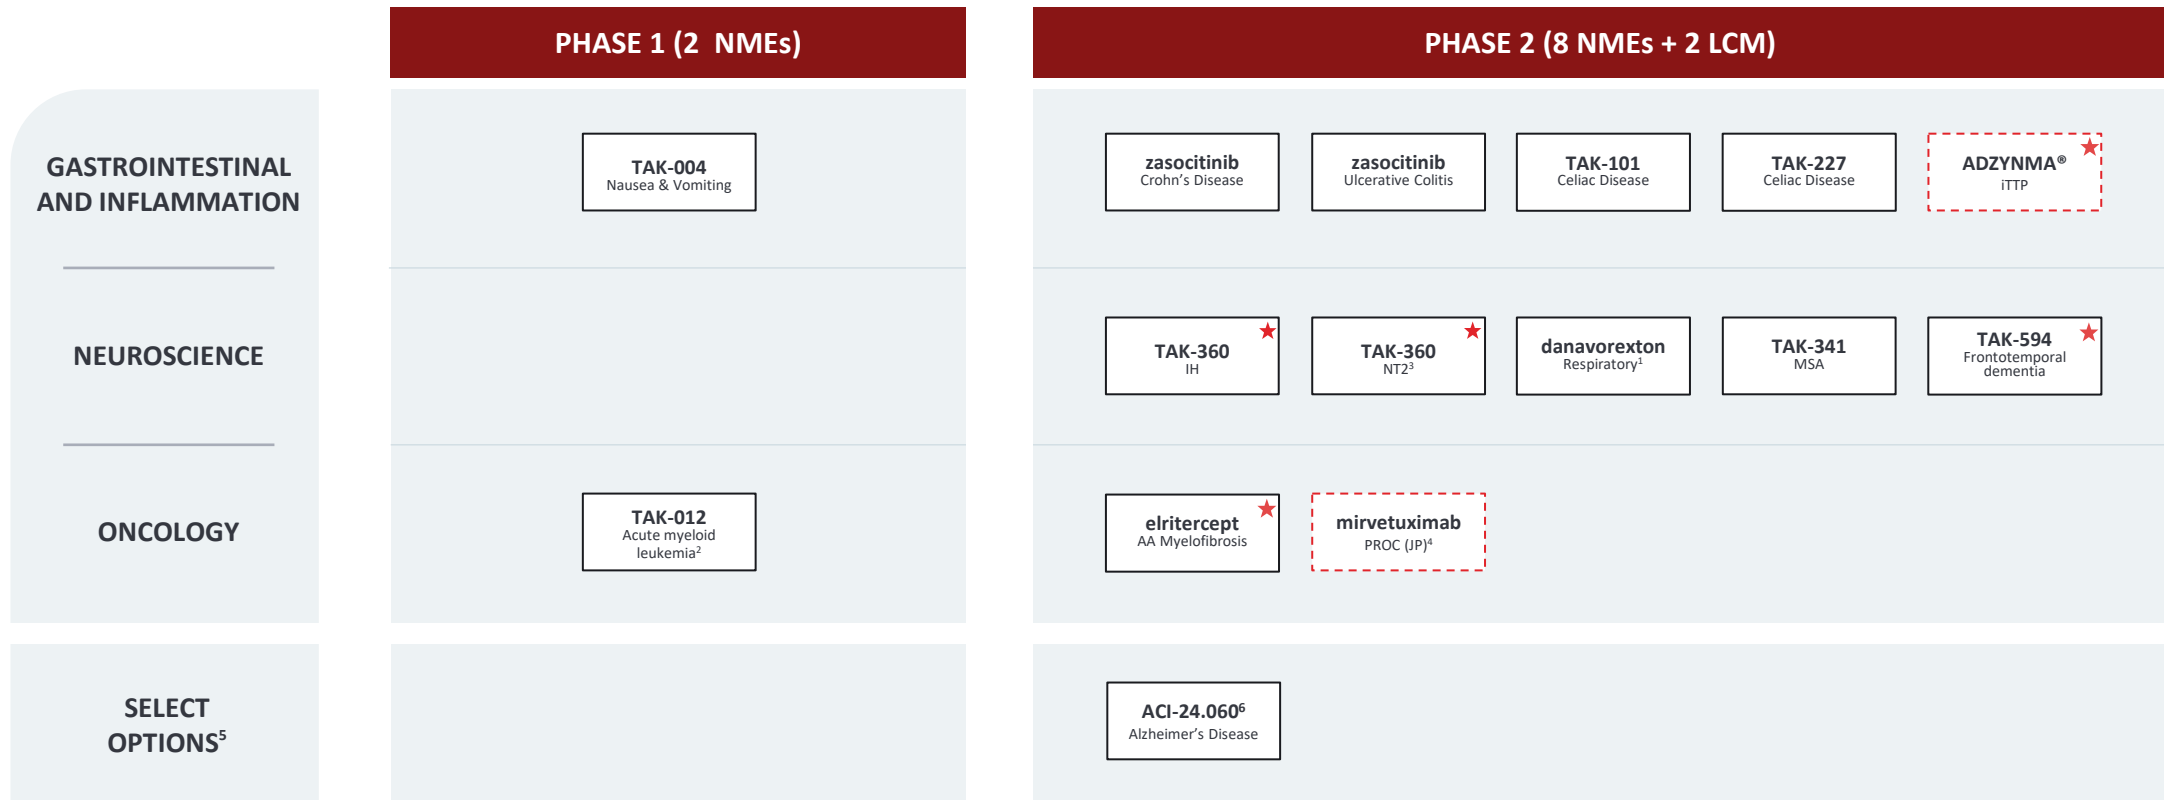 PHASE 1 (2 NMEs)
PHASE 2 (8 NMEs + 2 LCM)
GASTROINTESTINAL
AND INFLAMMATION
TAK-004
Nausea & Vomiting
zasocitinib
Crohn's Disease
zasocitinib
Ulcerative Colitis
TAK-101
Celiac Disease
TAK-227
Celiac Disease
ADZYNMA®
iTTP
NEUROSCIENCE
TAK-360
IH
TAK-360
NT2³
danavorexton
Respiratory¹
TAK-341
MSA
TAK-594
Frontotemporal
dementia
ONCOLOGY
TAK-012
Acute myeloid
leukemia²
elritercept
AA Myelofibrosis
mirvetuximab
PROC (JP)⁴
SELECT
OPTIONS⁵
ACI-24.060⁶
Alzheimer's Disease